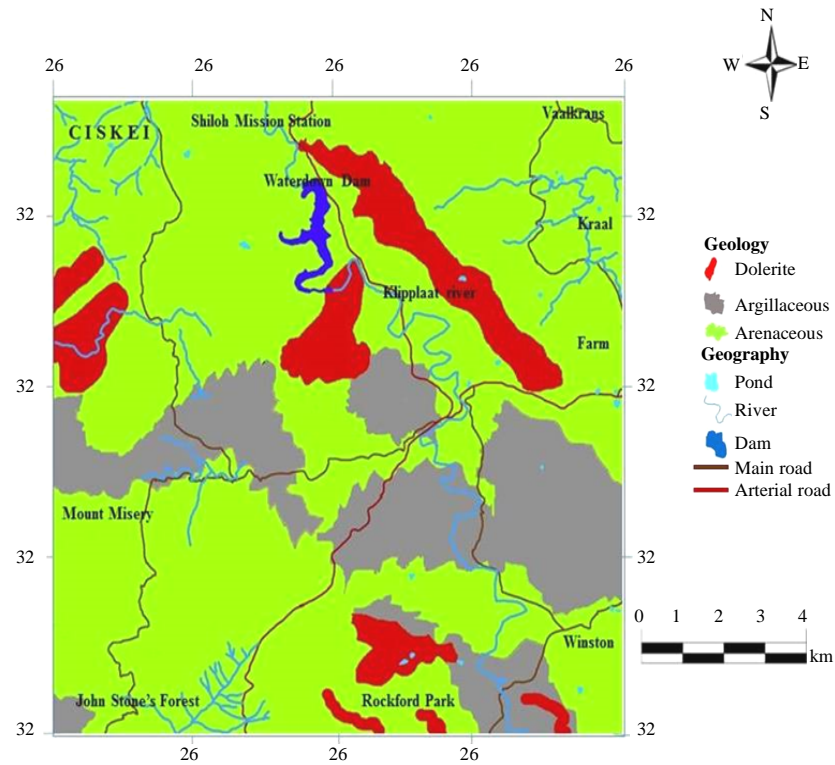 N
W E
S
26 26 26 26 26
CISKEI
Shiloh Mission Station
Vaalkrans
Waterdown Dam
32 32
Kraal
Klipplaat river
Farm
32 32
Mount Misery
32 32
Winston
John Stone's Forest
Rockford Park
32 32
26 26 26
Geology
Dolerite
Argillaceous
Arenaceous
Geography
Pond
River
Dam
Main road
Arterial road
0 1 2 3 4
km